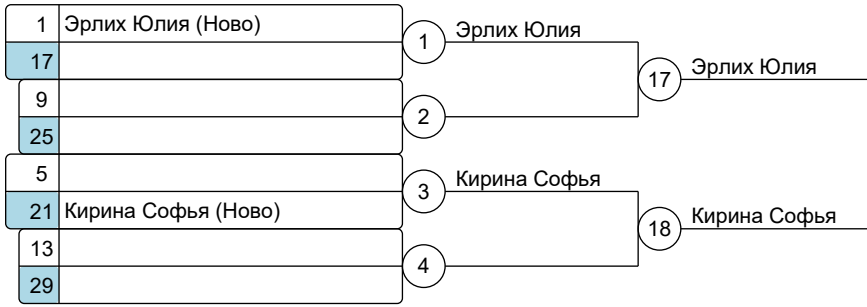 1 Эрлих Юлия (Ново)
17
1 Эрлих Юлия
17 Эрлих Юлия
9
25
2
5
21 Кирина Софья (Ново)
3 Кирина Софья
18 Кирина Софья
13
29
4